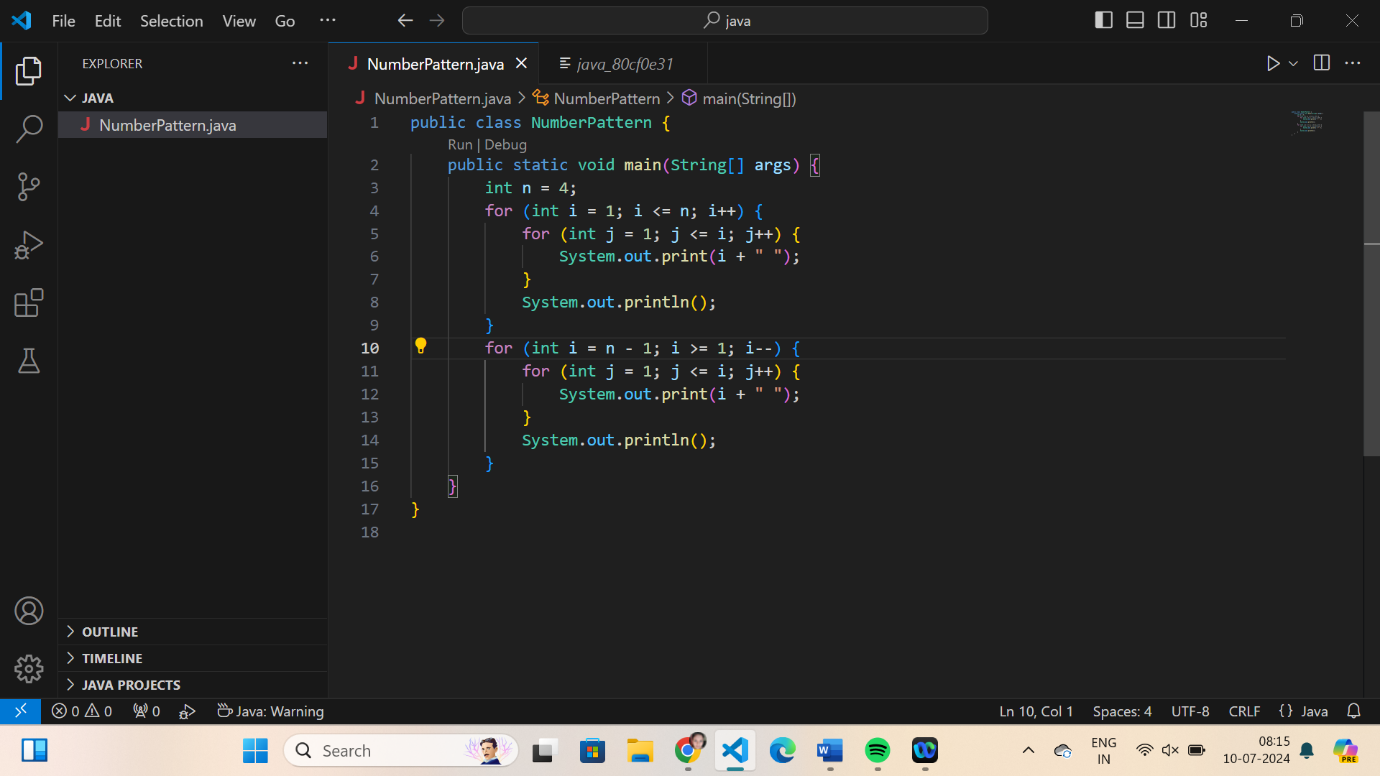 File Edit Selection View Go ··· java
EXPLORER ···
JAVA
J NumberPattern.java
OUTLINE
TIMELINE
JAVA PROJECTS
J NumberPattern.java java_80cf0e31
J NumberPattern.java > NumberPattern > main(String[])
1 public class NumberPattern {
Run | Debug
2 public static void main(String[] args) {
3 int n = 4;
4 for (int i = 1; i <= n; i++) {
5 for (int j = 1; j <= i; j++) {
6 System.out.print(i + " ");
7 }
8 System.out.println();
9 }
10 for (int i = n - 1; i >= 1; i--) {
11 for (int j = 1; j <= i; j++) {
12 System.out.print(i + " ");
13 }
14 System.out.println();
15 }
16 }
17 }
18
0 0 0 Java: Warning Ln 10, Col 1 Spaces: 4 UTF-8 CRLF {} Java
Search ENG 08:15
IN 10-07-2024 PRE